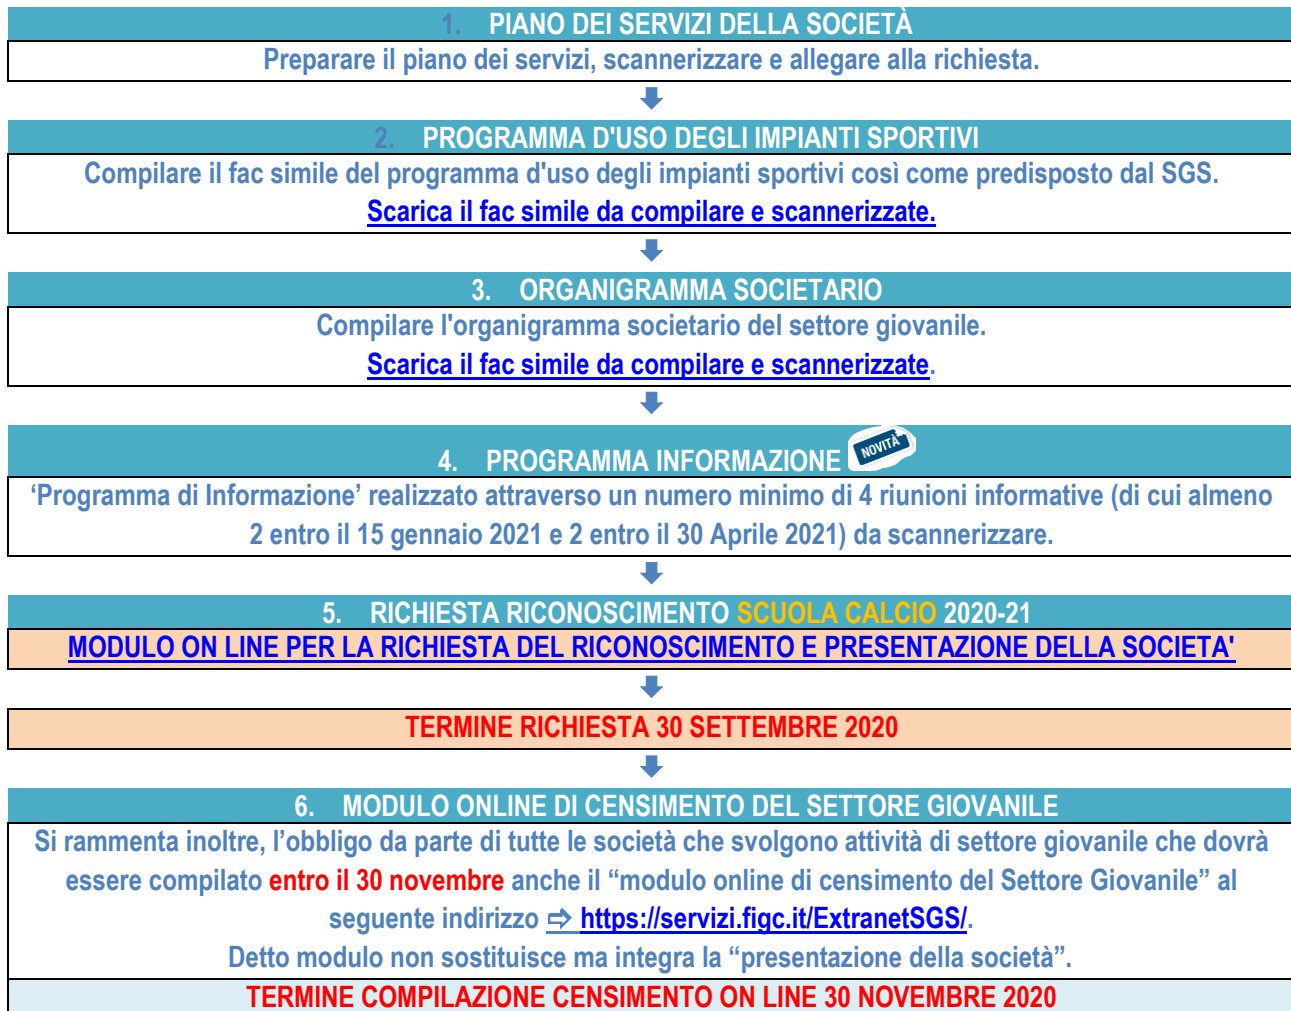 1. PIANO DEI SERVIZI DELLA SOCIETÀ
Preparare il piano dei servizi, scannerizzare e allegare alla richiesta.
2. PROGRAMMA D'USO DEGLI IMPIANTI SPORTIVI
Compilare il fac simile del programma d'uso degli impianti sportivi così come predisposto dal SGS.
Scarica il fac simile da compilare e scannerizzate.
3. ORGANIGRAMMA SOCIETARIO
Compilare l'organigramma societario del settore giovanile.
Scarica il fac simile da compilare e scannerizzate.
4. PROGRAMMA INFORMAZIONE NOVITÀ
‘Programma di Informazione’ realizzato attraverso un numero minimo di 4 riunioni informative (di cui almeno
2 entro il 15 gennaio 2021 e 2 entro il 30 Aprile 2021) da scannerizzare.
5. RICHIESTA RICONOSCIMENTO SCUOLA CALCIO 2020-21
MODULO ON LINE PER LA RICHIESTA DEL RICONOSCIMENTO E PRESENTAZIONE DELLA SOCIETA'
TERMINE RICHIESTA 30 SETTEMBRE 2020
6. MODULO ONLINE DI CENSIMENTO DEL SETTORE GIOVANILE
Si rammenta inoltre, l’obbligo da parte di tutte le società che svolgono attività di settore giovanile che dovrà
essere compilato entro il 30 novembre anche il “modulo online di censimento del Settore Giovanile” al
seguente indirizzo ⇨ https://servizi.figc.it/ExtranetSGS/.
Detto modulo non sostituisce ma integra la “presentazione della società”.
TERMINE COMPILAZIONE CENSIMENTO ON LINE 30 NOVEMBRE 2020